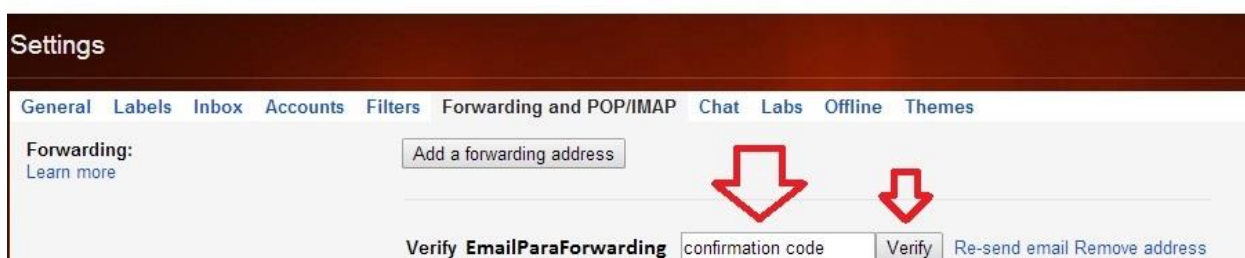 Settings
General Labels Inbox Accounts Filters Forwarding and POP/IMAP Chat Labs Offline Themes
Forwarding: Add a forwarding address
Learn more
Verify EmailParaForwarding confirmation code Verify Re-send email Remove address